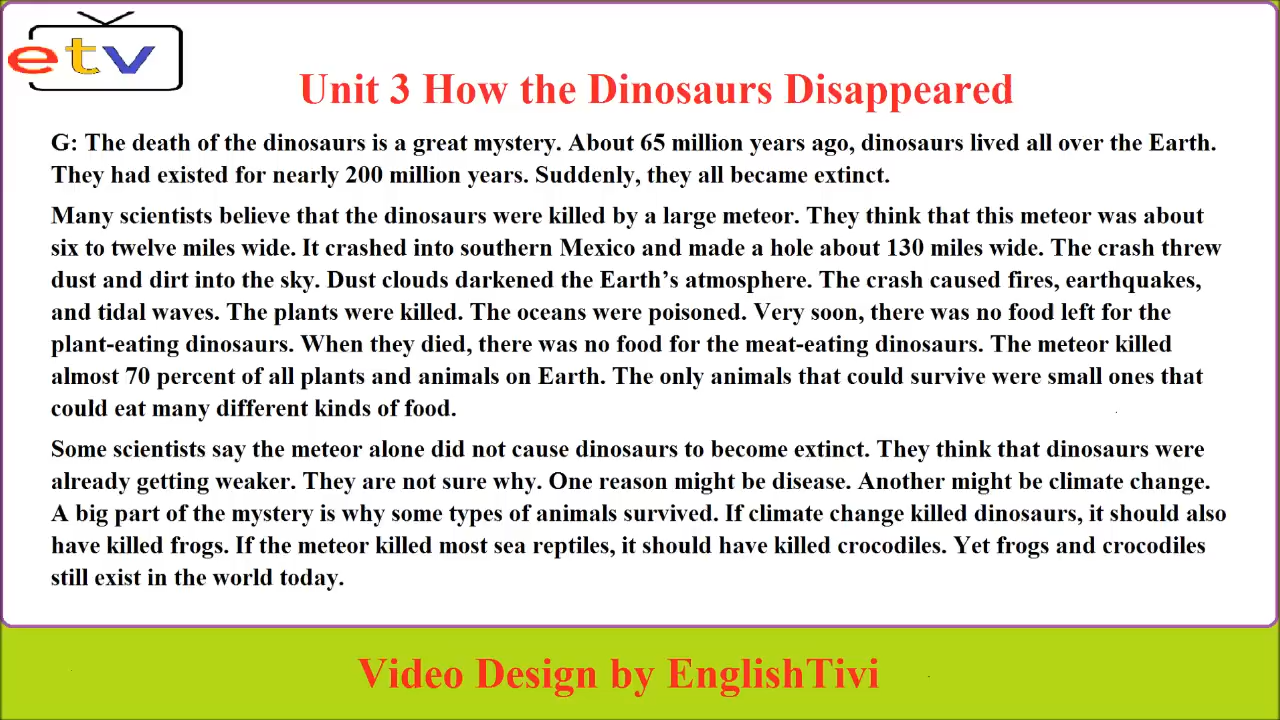 etv
Unit 3 How the Dinosaurs Disappeared
G: The death of the dinosaurs is a great mystery. About 65 million years ago, dinosaurs lived all over the Earth.
They had existed for nearly 200 million years. Suddenly, they all became extinct.
Many scientists believe that the dinosaurs were killed by a large meteor. They think that this meteor was about
six to twelve miles wide. It crashed into southern Mexico and made a hole about 130 miles wide. The crash threw
dust and dirt into the sky. Dust clouds darkened the Earth’s atmosphere. The crash caused fires, earthquakes,
and tidal waves. The plants were killed. The oceans were poisoned. Very soon, there was no food left for the
plant-eating dinosaurs. When they died, there was no food for the meat-eating dinosaurs. The meteor killed
almost 70 percent of all plants and animals on Earth. The only animals that could survive were small ones that
could eat many different kinds of food.
Some scientists say the meteor alone did not cause dinosaurs to become extinct. They think that dinosaurs were
already getting weaker. They are not sure why. One reason might be disease. Another might be climate change.
A big part of the mystery is why some types of animals survived. If climate change killed dinosaurs, it should also
have killed frogs. If the meteor killed most sea reptiles, it should have killed crocodiles. Yet frogs and crocodiles
still exist in the world today.
Video Design by EnglishTivi